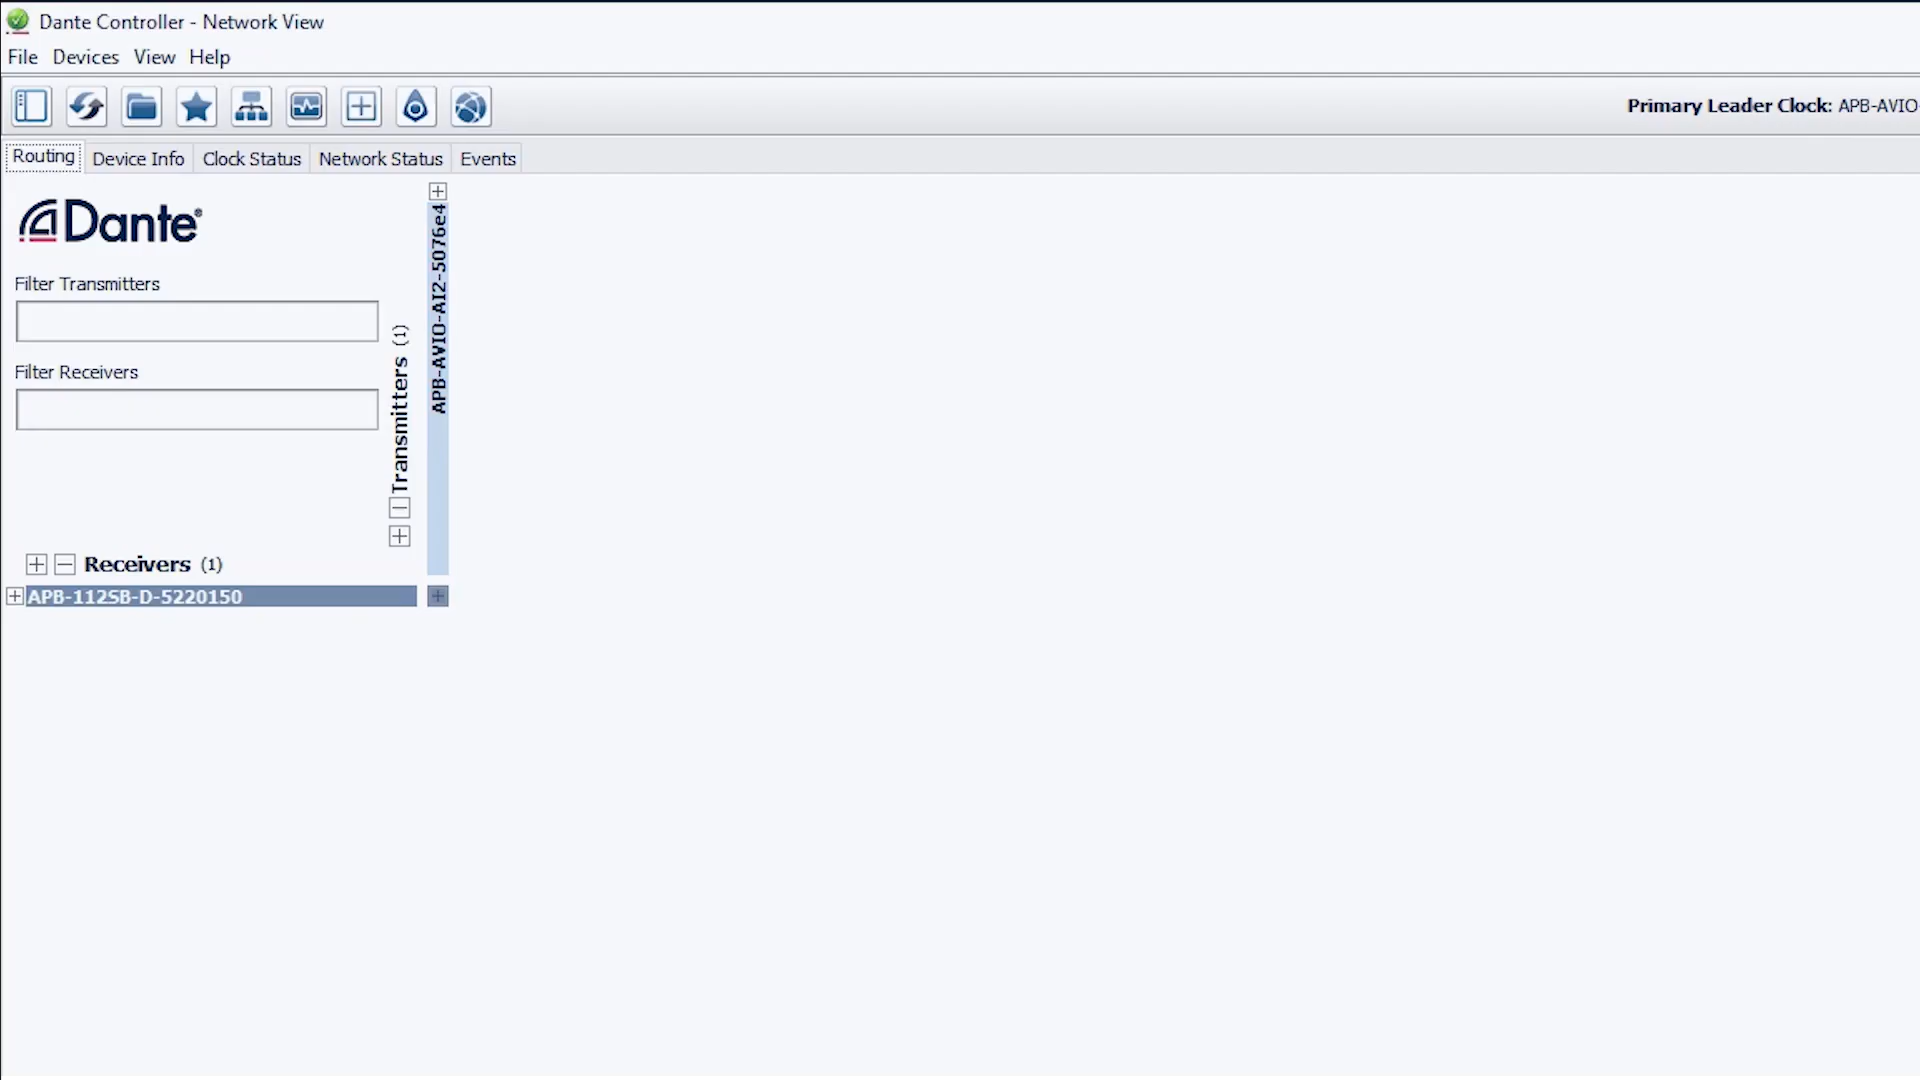 Dante Controller - Network View
File Devices View Help
Primary Leader Clock: APB-AVIO-
Routing Device Info Clock Status Network Status Events
Dante®
Filter Transmitters
Filter Receivers
Transmitters (1)
APB-AVIO-AI2-5076e4
Receivers (1)
APB-112SB-D-5220150